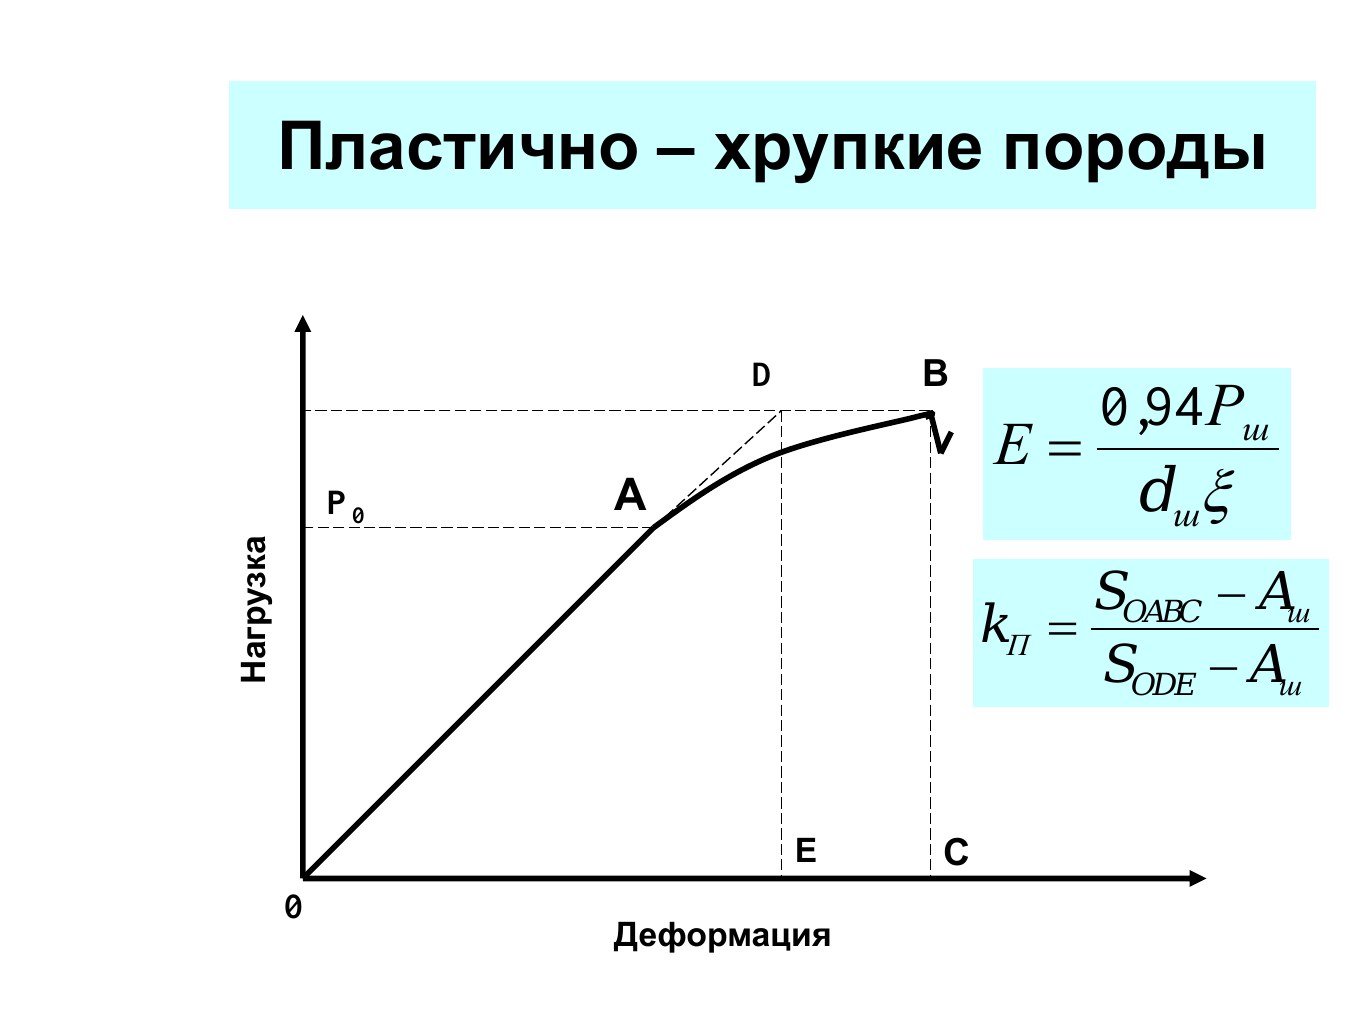 Пластично – хрупкие породы
D
B
A
P0
Нагрузка
E
C
0
Деформация
E = 0,94Pш / dшξ
kП = SOABC – Aш / SODE – Aш